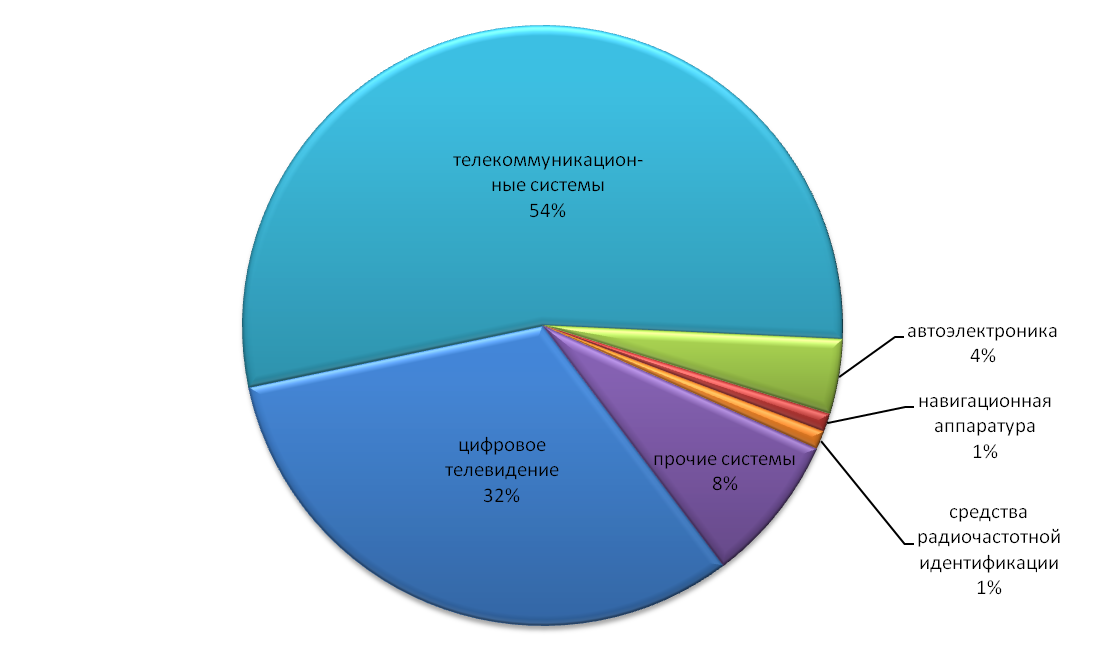 телекоммуникацион-
ные системы
54%
автоэлектроника
4%
навигационная
аппаратура
1%
цифровое
телевидение
32%
прочие системы
8%
средства
радиочастотной
идентификации
1%